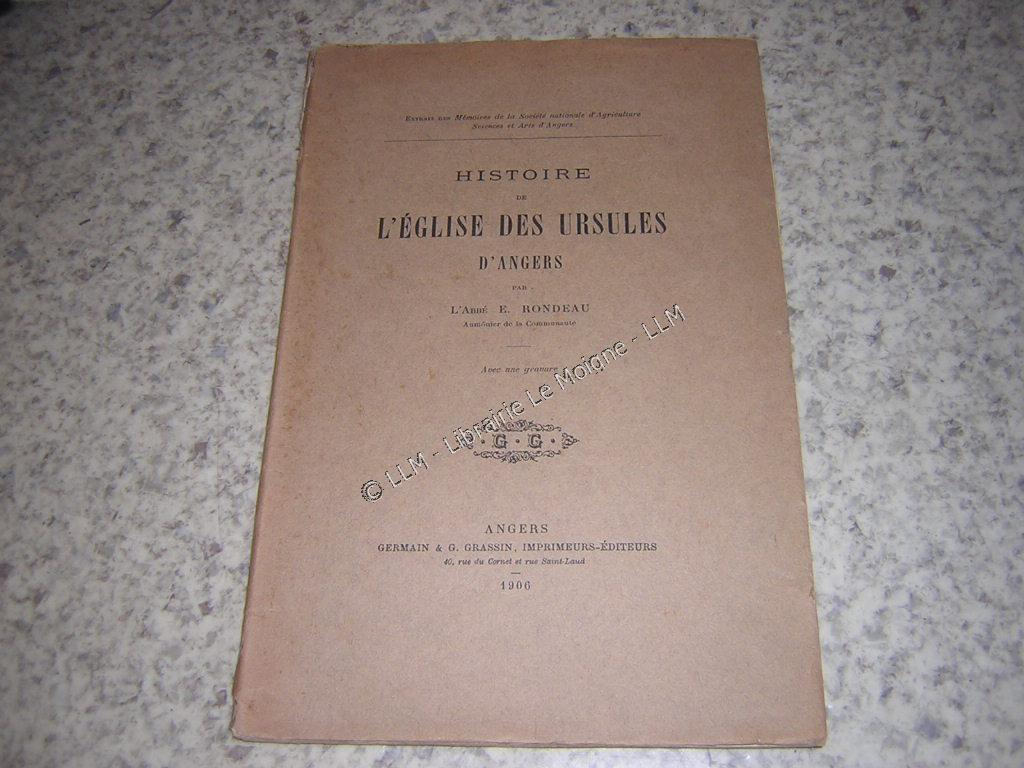 EXTRAIT DES Mémoires de la Société nationale d'Agriculture
Sciences et Arts d'Angers.
HISTOIRE
DE
L'ÉGLISE DES URSULES
D'ANGERS
PAR
L'ABBÉ E. RONDEAU
Aumônier de la Communauté
Avec une gravure
© LLM - Librairie Le Moigne - LLM
· G · G ·
ANGERS
GERMAIN & G. GRASSIN, IMPRIMEURS-ÉDITEURS
40, rue du Cornet et rue Saint-Laud
1906